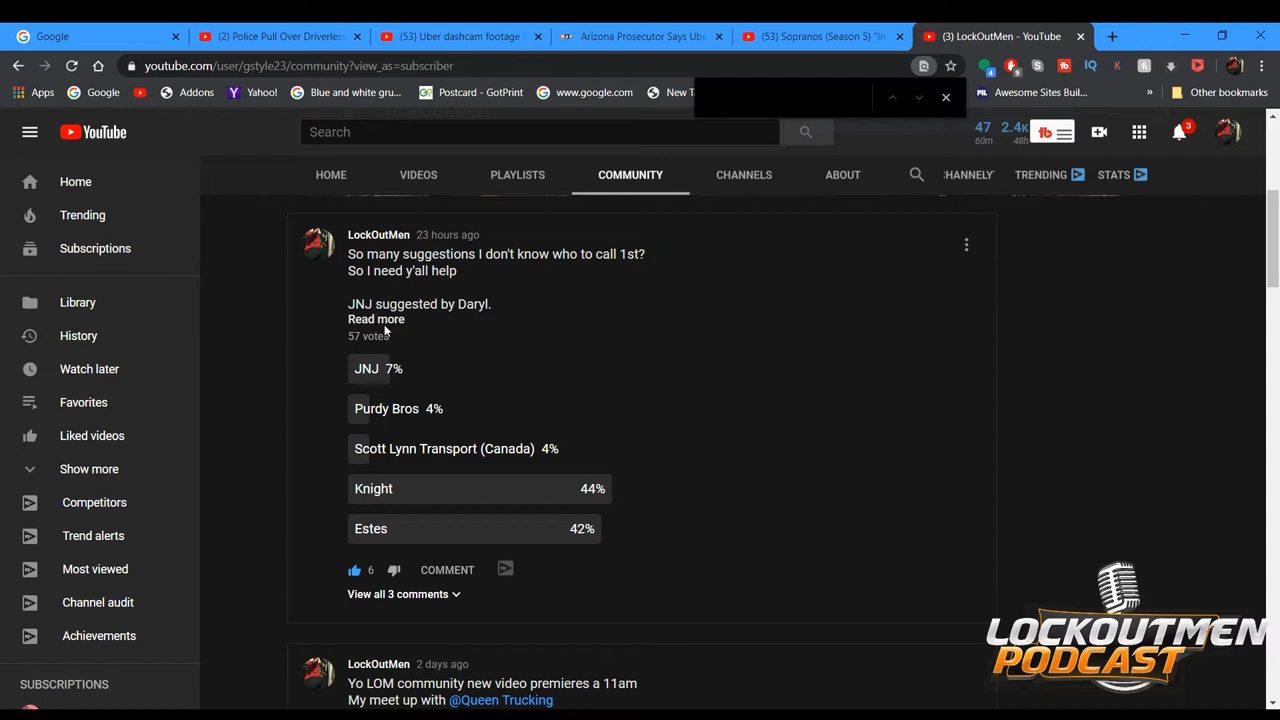 Google
(2) Police Pull Over Driverless
(53) Uber dashcam footage s
Arizona Prosecutor Says Ube
(53) Sopranos (Season 5) "In
(3) LockOutMen - YouTube
youtube.com/user/gstyle23/community?view_as=subscriber
Apps
Google
Addons
Yahoo!
Blue and white gru...
Postcard - GotPrint
www.google.com
New T
Awesome Sites Buil...
Other bookmarks
YouTube
Search
47
60m
2.4K
48h
3
HOME
VIDEOS
PLAYLISTS
COMMUNITY
CHANNELS
ABOUT
CHANNELY
TRENDING
STATS
Home
Trending
Subscriptions
Library
History
Watch later
Favorites
Liked videos
Show more
Competitors
Trend alerts
Most viewed
Channel audit
Achievements
SUBSCRIPTIONS
LockOutMen 23 hours ago
So many suggestions I don't know who to call 1st?
So I need y'all help
JNJ suggested by Daryl.
Read more
57 votes
JNJ 7%
Purdy Bros 4%
Scott Lynn Transport (Canada) 4%
Knight 44%
Estes 42%
6 COMMENT
View all 3 comments
LockOutMen 2 days ago
Yo LOM community new video premieres a 11am
My meet up with @Queen Trucking
LOCKOUTMEN
PODCAST